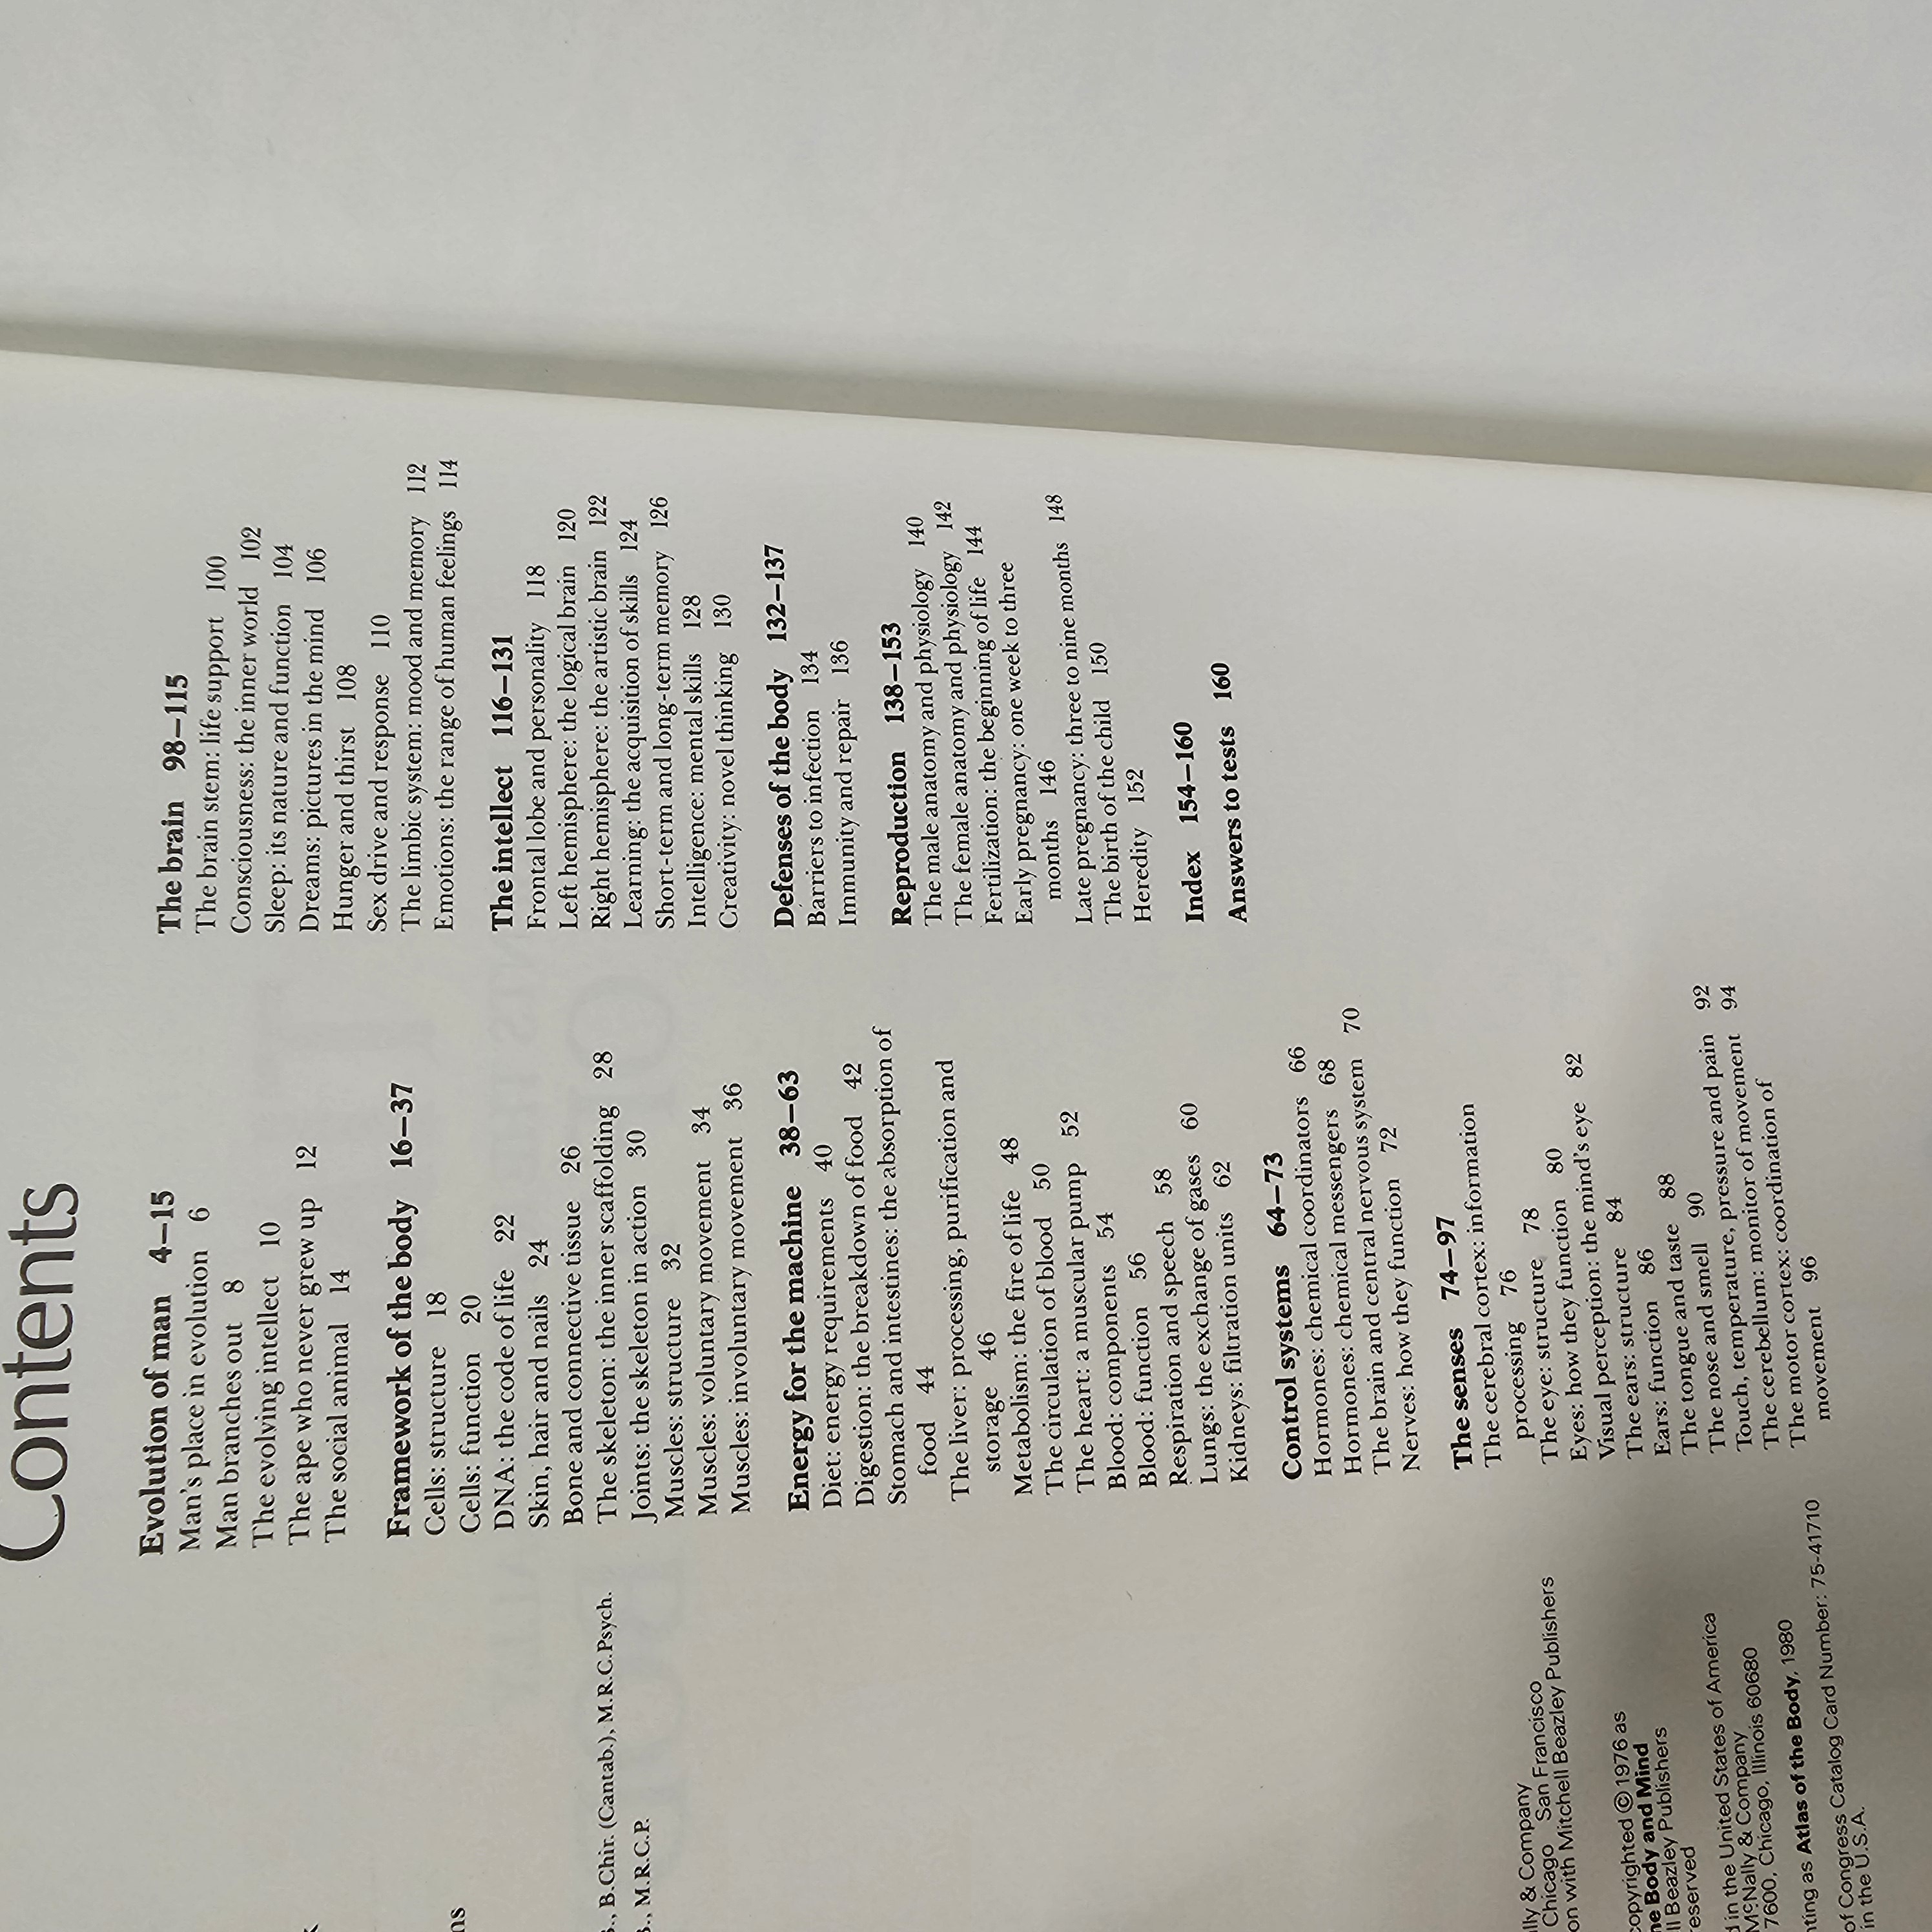 Contents
Evolution of man 4–15
Man's place in evolution 6
Man branches out 8
The evolving intellect 10
The ape who never grew up 12
The social animal 14
Framework of the body 16–37
Cells: structure 18
Cells: function 20
DNA: the code of life 22
Skin, hair and nails 24
Bone and connective tissue 26
The skeleton: the inner scaffolding 28
Joints: the skeleton in action 30
Muscles: structure 32
Muscles: voluntary movement 34
Muscles: involuntary movement 36
Energy for the machine 38–63
Diet: energy requirements 40
Digestion: the breakdown of food 42
Stomach and intestines: the absorption of
food 44
The liver: processing, purification and
storage 46
Metabolism: the fire of life 48
The circulation of blood 50
The heart: a muscular pump 52
Blood: components 54
Blood: function 56
Respiration and speech 58
Lungs: the exchange of gases 60
Kidneys: filtration units 62
Control systems 64–73
Hormones: chemical coordinators 66
Hormones: chemical messengers 68
The brain and central nervous system 70
Nerves: how they function 72
The senses 74–97
The cerebral cortex: information
processing 76
The eye: structure 78
Eyes: how they function 80
Visual perception: the mind's eye 82
The ears: structure 84
Ears: function 86
The tongue and taste 88
The nose and smell 90
Touch, temperature, pressure and pain 92
The cerebellum: monitor of movement 94
The motor cortex: coordination of
movement 96
The brain 98–115
The brain stem: life support 100
Consciousness: the inner world 102
Sleep: its nature and function 104
Dreams: pictures in the mind 106
Hunger and thirst 108
Sex drive and response 110
The limbic system: mood and memory 112
Emotions: the range of human feelings 114
The intellect 116–131
Frontal lobe and personality 118
Left hemisphere: the logical brain 120
Right hemisphere: the artistic brain 122
Learning: the acquisition of skills 124
Short-term and long-term memory 126
Intelligence: mental skills 128
Creativity: novel thinking 130
Defenses of the body 132–137
Barriers to infection 134
Immunity and repair 136
Reproduction 138–153
The male anatomy and physiology 140
The female anatomy and physiology 142
Fertilization: the beginning of life 144
Early pregnancy: one week to three
months 146
Late pregnancy: three to nine months 148
The birth of the child 150
Heredity 152
Index 154–160
Answers to tests 160
B.Chir. (Cantab.), M.R.C.Psych.
M.R.C.P.
& Company
Chicago San Francisco
with Mitchell Beazley Publishers
copyrighted © 1976 as
Body and Mind
Beazley Publishers
reserved
in the United States of America
McNally & Company
7600, Chicago, Illinois 60680
as Atlas of the Body, 1980
of Congress Catalog Card Number: 75-41710
in the U.S.A.